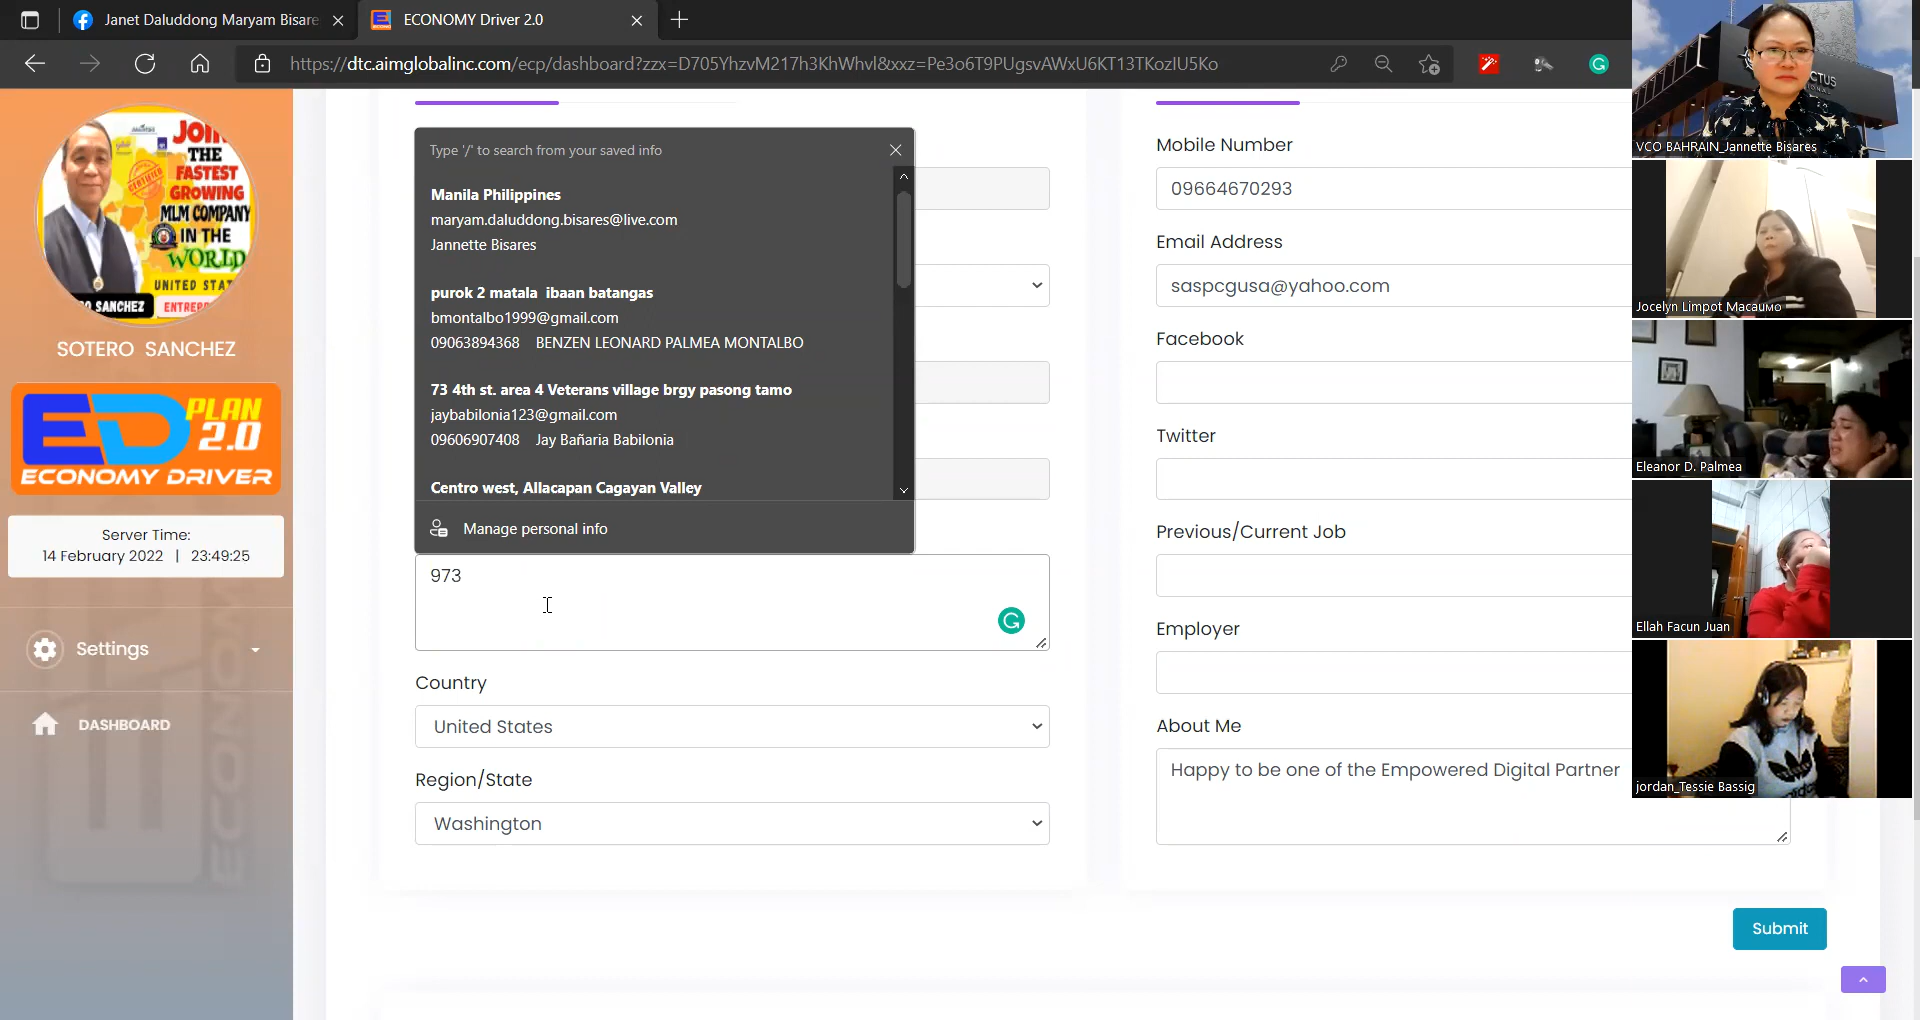 Janet Daluddong Maryam Bisare
ECONOMY Driver 2.0
https://dtc.aimglobalinc.com/ecp/dashboard?zzx=D705YhzvM217h3KhWhvl&xxz=Pe3o6T9PUgsvAWxU6KT13TKozIU5Ko
JOIN
THE
FASTEST
GROWING
MLM COMPANY
IN THE
WORLD
CERTIFIED
UNITED STA
O SANCHEZ
ENTREPR
SOTERO SANCHEZ
ED PLAN 2.0
ECONOMY DRIVER
Server Time:
14 February 2022 | 23:49:25
Settings
DASHBOARD
Type '/' to search from your saved info
Manila Philippines
maryam.daluddong.bisares@live.com
Jannette Bisares
purok 2 matala ibaan batangas
bmontalbo1999@gmail.com
09063894368 BENZEN LEONARD PALMEA MONTALBO
73 4th st. area 4 Veterans village brgy pasong tamo
jaybabilonia123@gmail.com
09606907408 Jay Bañaria Babilonia
Centro west, Allacapan Cagayan Valley
Manage personal info
973
Country
United States
Region/State
Washington
Mobile Number
09664670293
Email Address
saspcgusa@yahoo.com
Facebook
Twitter
Previous/Current Job
Employer
About Me
Happy to be one of the Empowered Digital Partner
Submit
VCO BAHRAIN_Jannette Bisares
Jocelyn Limpot Macaumo
Eleanor D. Palmea
Ellah Facun Juan
jordan_Tessie Bassig